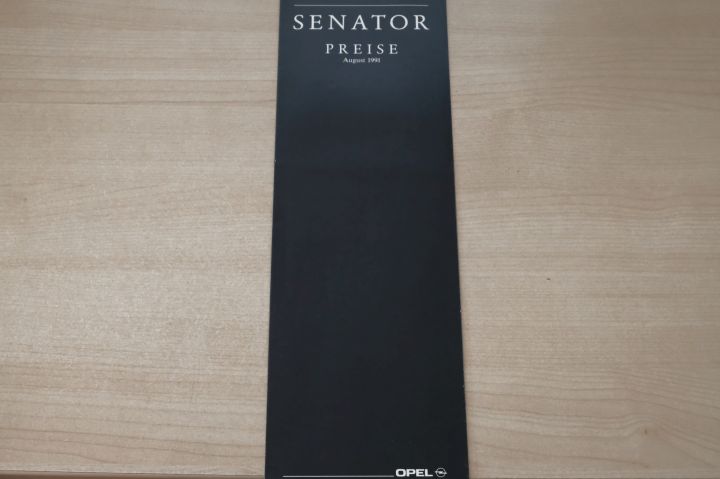 SENATOR
PREISE
August 1991
OPEL